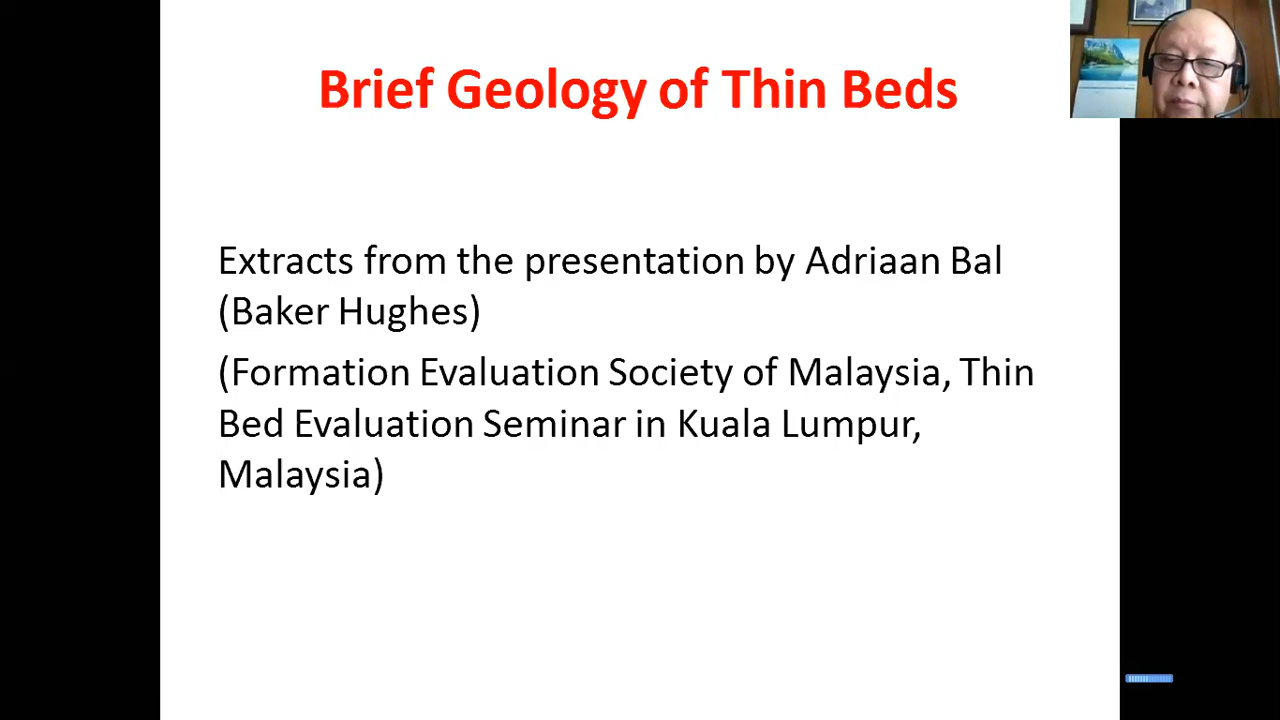 Brief Geology of Thin Beds
Extracts from the presentation by Adriaan Bal
(Baker Hughes)
(Formation Evaluation Society of Malaysia, Thin
Bed Evaluation Seminar in Kuala Lumpur,
Malaysia)